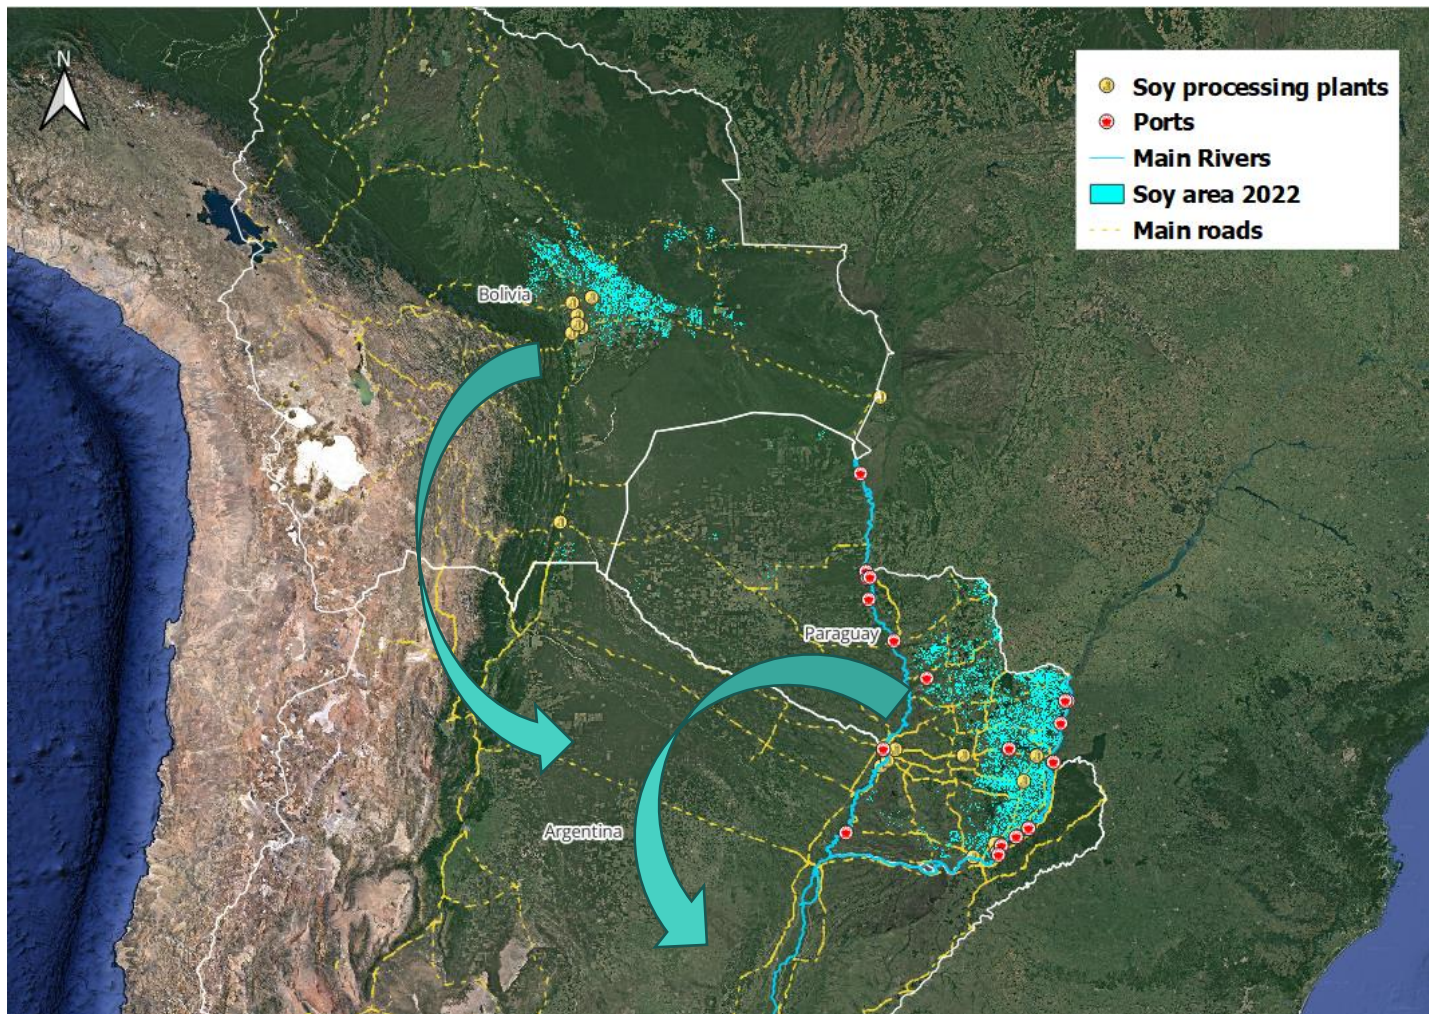 N
Soy processing plants
Ports
Main Rivers
Soy area 2022
Main roads
Bolivia
Paraguay
Argentina